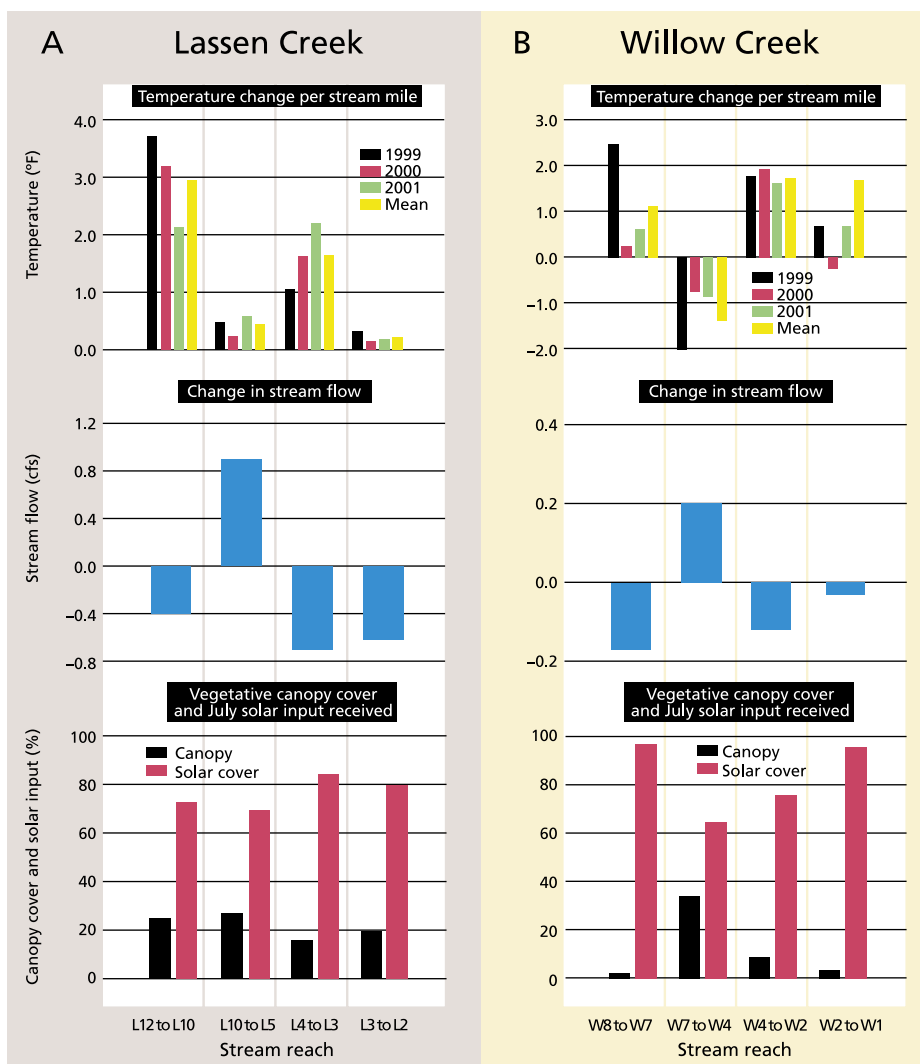 A
Lassen Creek
Temperature change per stream mile
Temperature (ºF)
4.0
3.0
2.0
1.0
0.0
1999
2000
2001
Mean
Change in stream flow
Stream flow (cfs)
1.2
0.8
0.4
0.0
−0.4
−0.8
Vegetative canopy cover
and July solar input received
Canopy cover and solar input (%)
100
80
60
40
20
0
Canopy
Solar cover
L12 to L10
L10 to L5
L4 to L3
L3 to L2
Stream reach
B
Willow Creek
Temperature change per stream mile
3.0
2.0
1.0
0.0
−1.0
−2.0
1999
2000
2001
Mean
Change in stream flow
0.4
0.2
0.0
−0.2
Vegetative canopy cover
and July solar input received
100
80
60
40
20
0
Canopy
Solar cover
W8 to W7
W7 to W4
W4 to W2
W2 to W1
Stream reach